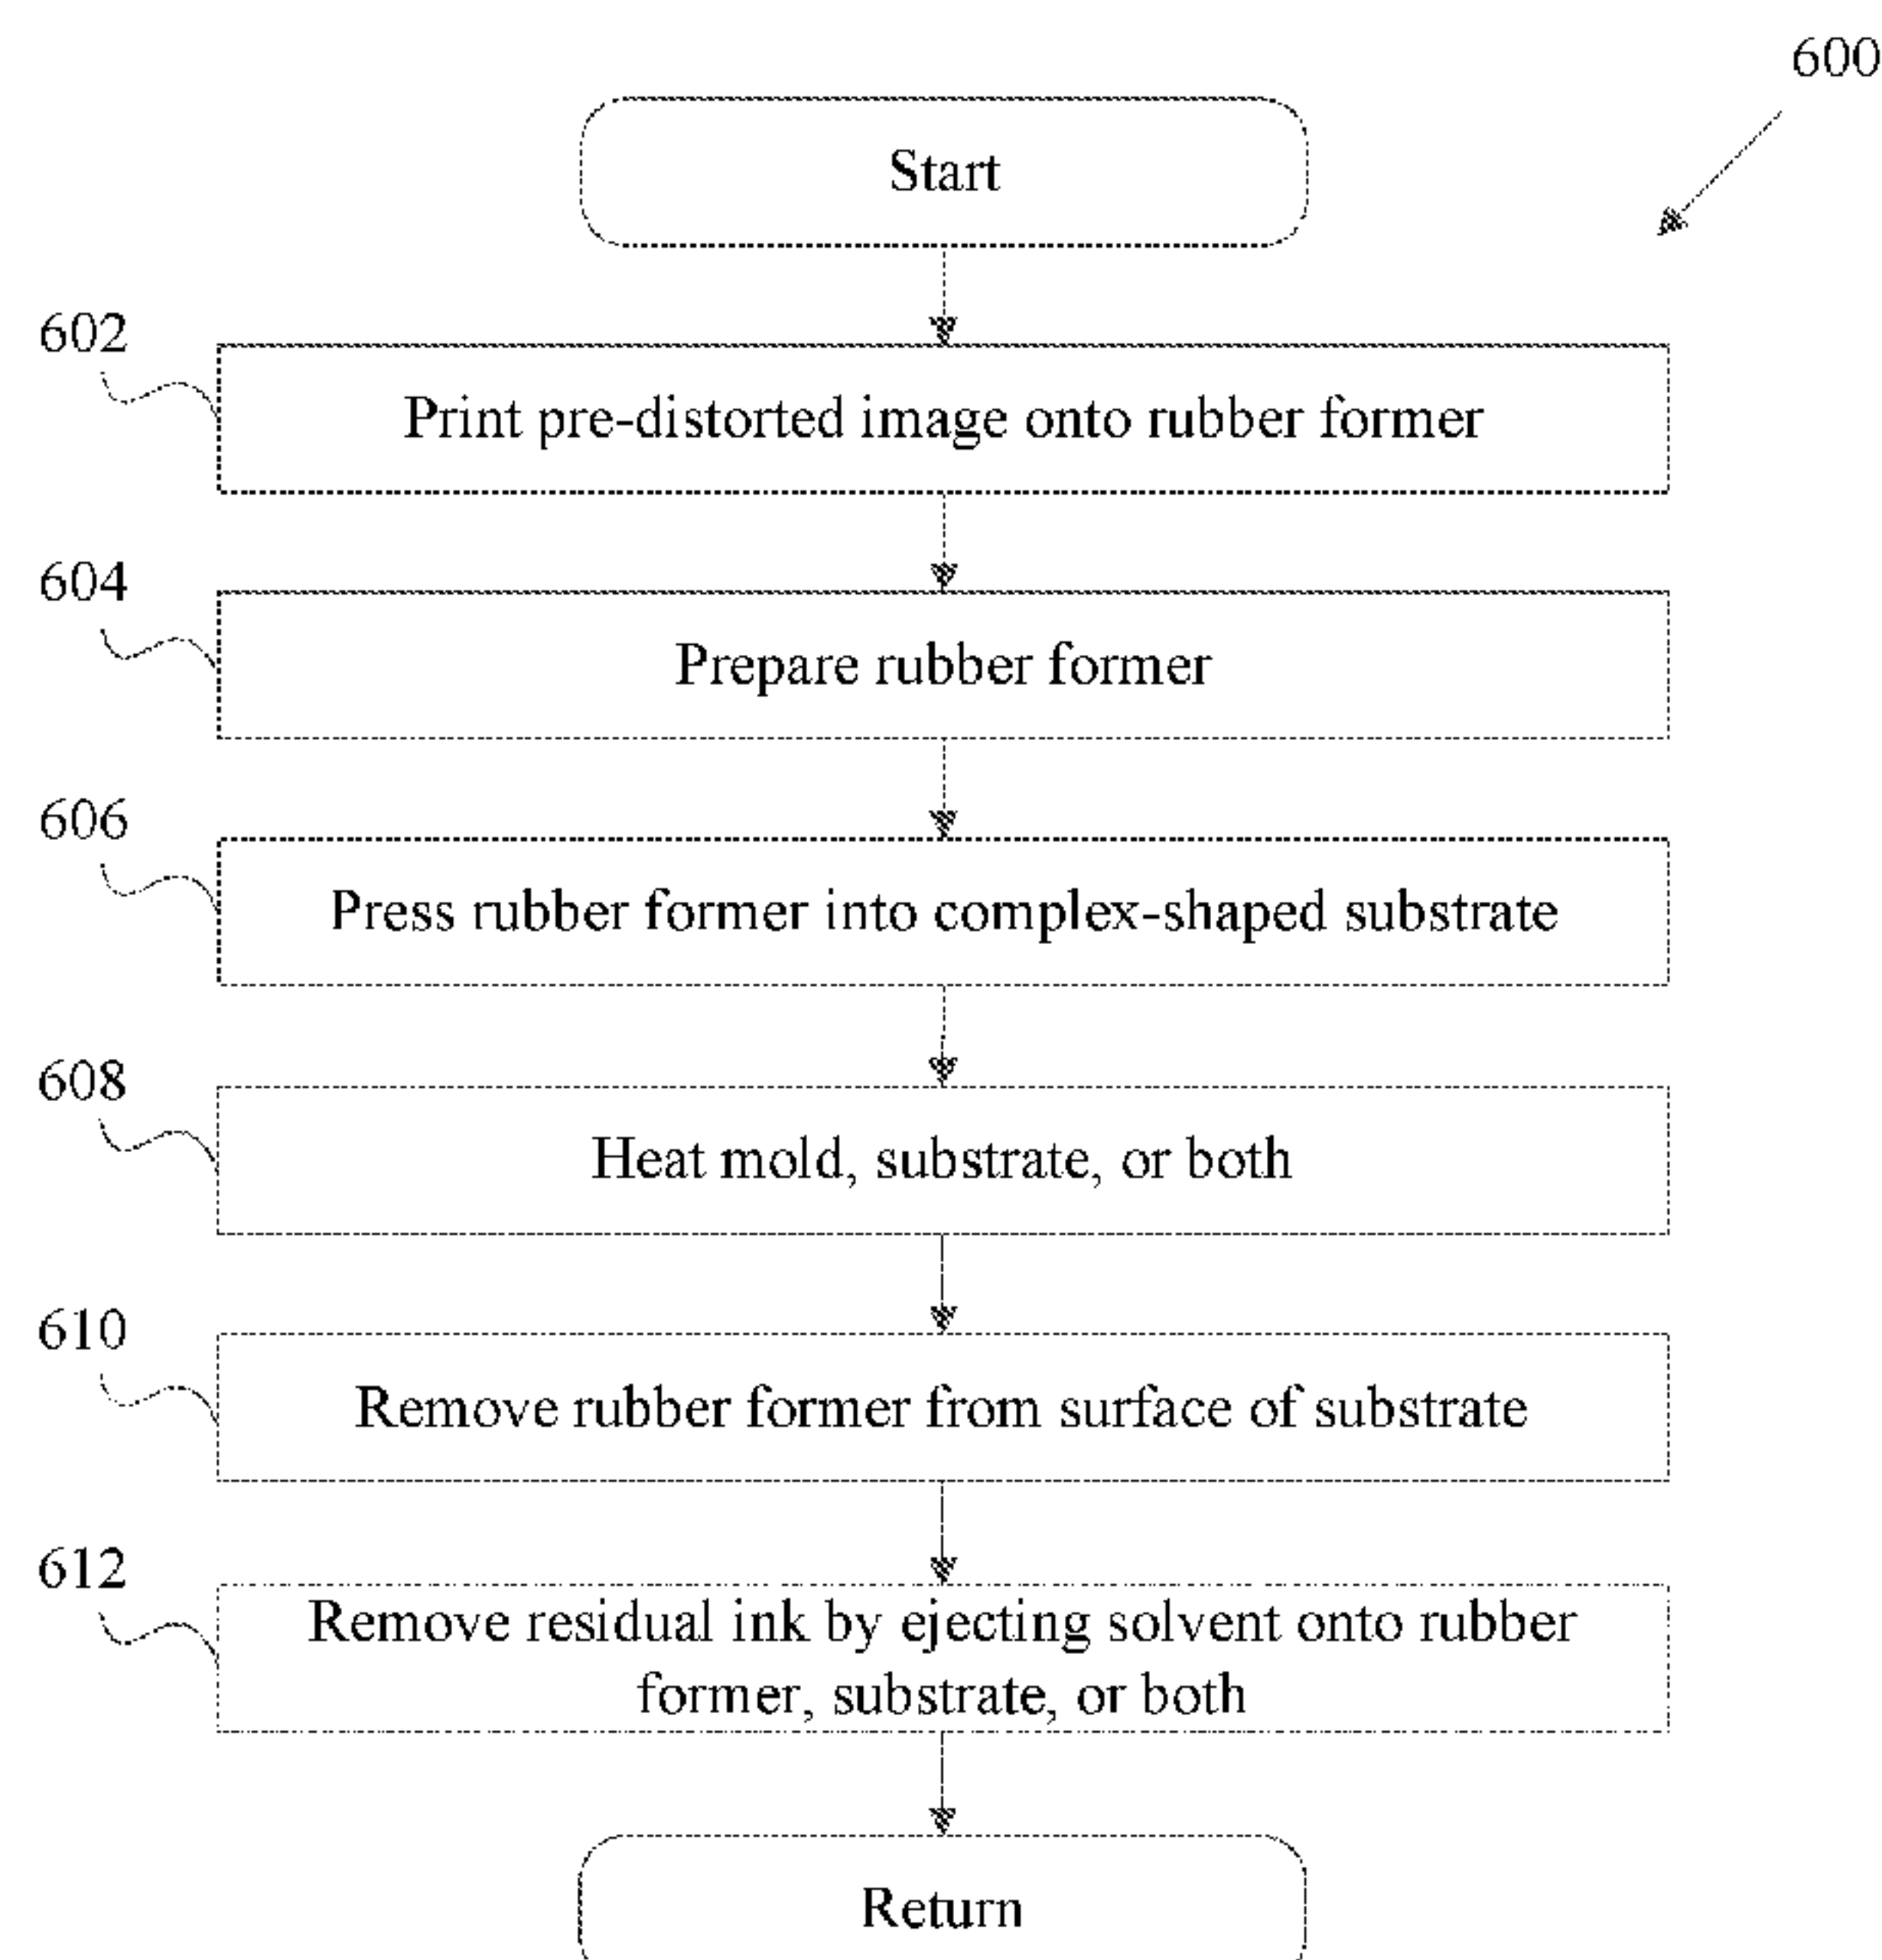 600
Start
602
Print pre-distorted image onto rubber former
604
Prepare rubber former
606
Press rubber former into complex-shaped substrate
608
Heat mold, substrate, or both
610
Remove rubber former from surface of substrate
612
Remove residual ink by ejecting solvent onto rubber
former, substrate, or both
Return